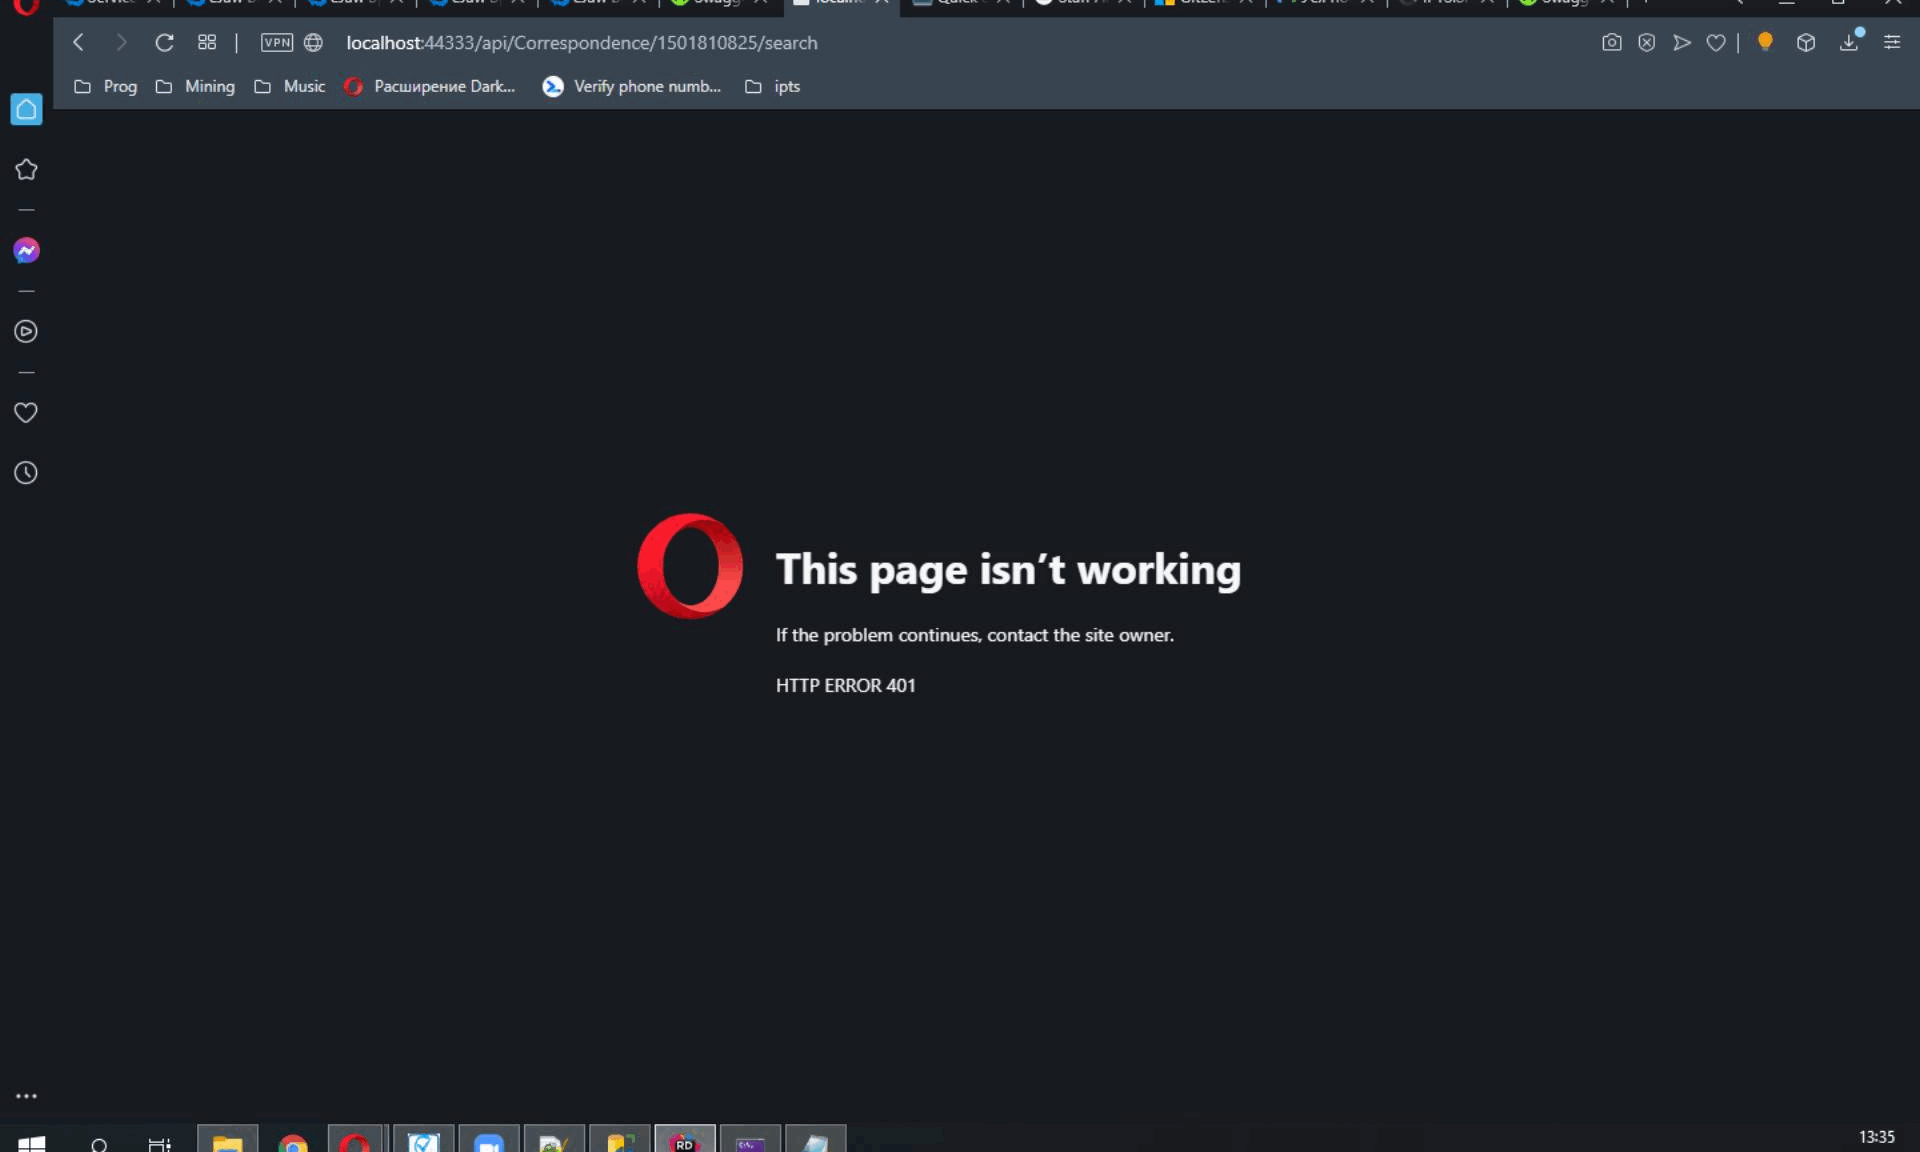 VPN
localhost:44333/api/Correspondence/1501810825/search
Prog
Mining
Music
Расширение Dark...
Verify phone numb...
ipts
This page isn't working
If the problem continues, contact the site owner.
HTTP ERROR 401
RD
13:35